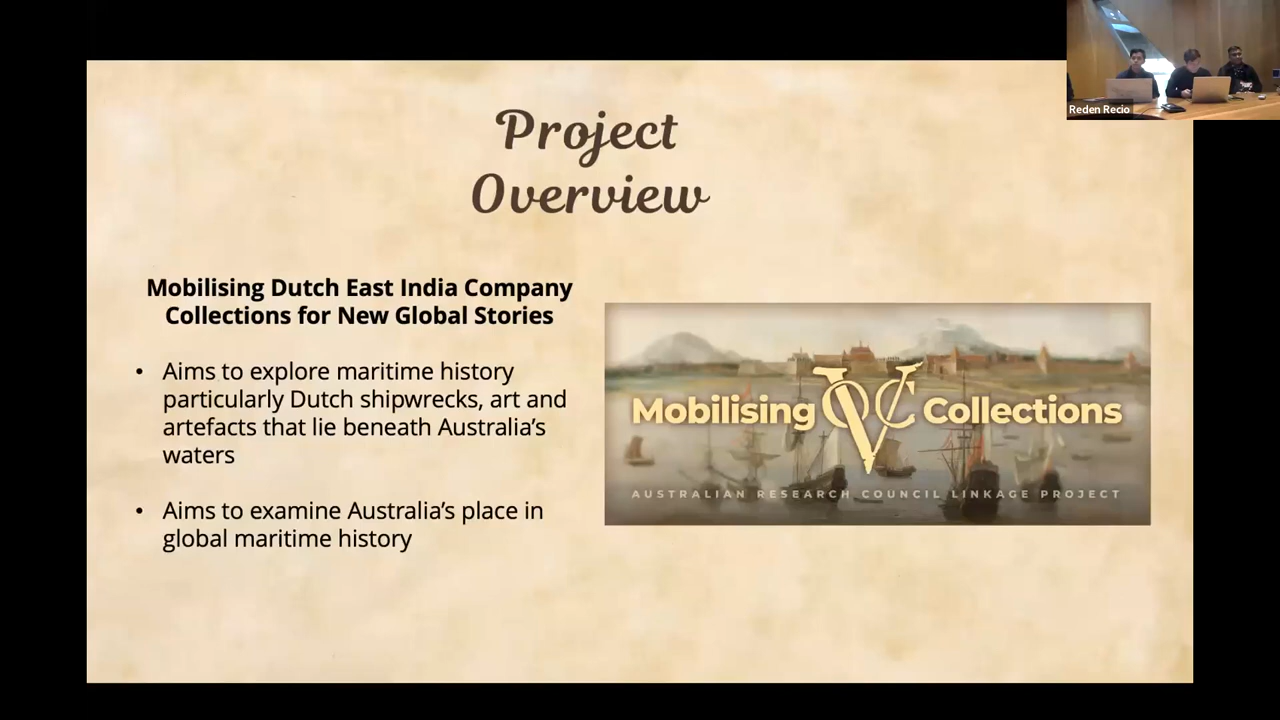 Project
Overview
Reden Recio
Mobilising Dutch East India Company
Collections for New Global Stories
• Aims to explore maritime history
particularly Dutch shipwrecks, art and
artefacts that lie beneath Australia’s
waters
• Aims to examine Australia’s place in
global maritime history
Mobilising VOC Collections
AUSTRALIAN RESEARCH COUNCIL LINKAGE PROJECT